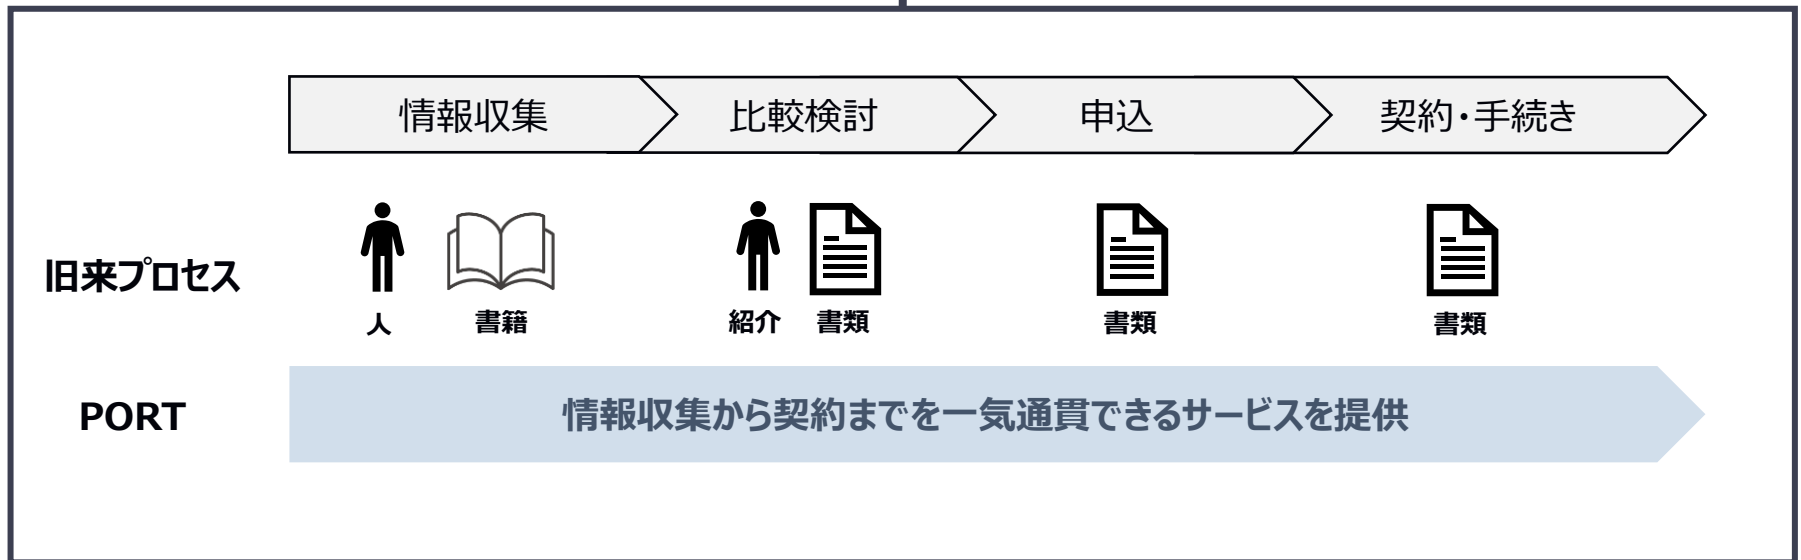 情報収集
比較検討
申込
契約・手続き
旧来プロセス
人
書籍
紹介
書類
書類
書類
PORT
情報収集から契約までを一気通貫できるサービスを提供